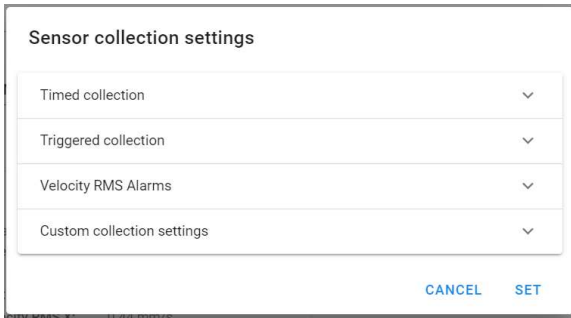 Sensor collection settings
Timed collection
Triggered collection
Velocity RMS Alarms
Custom collection settings
CANCEL SET